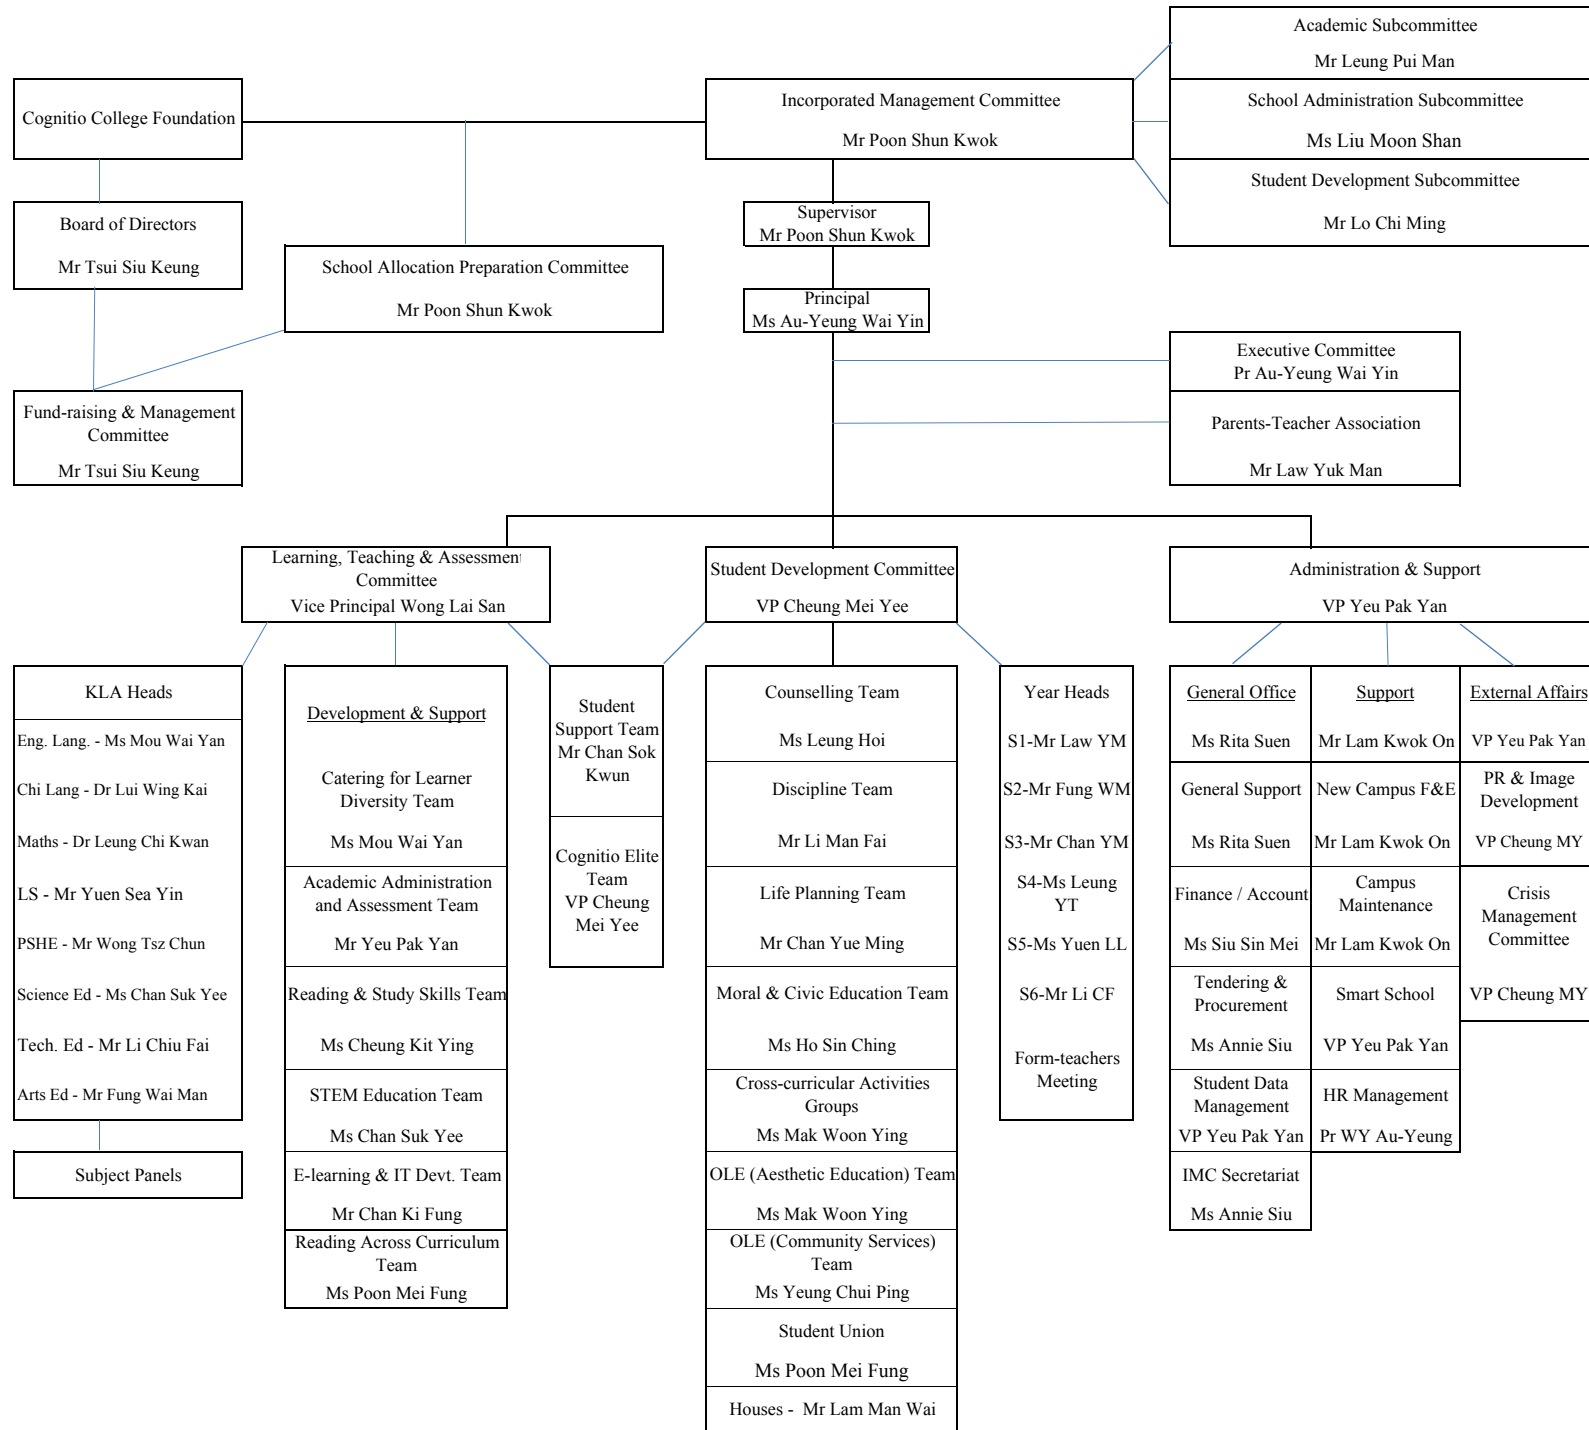 Academic Subcommittee
Mr Leung Pui Man
Cognitio College Foundation
Incorporated Management Committee
Mr Poon Shun Kwok
School Administration Subcommittee
Ms Liu Moon Shan
Student Development Subcommittee
Mr Lo Chi Ming
Board of Directors
Mr Tsui Siu Keung
School Allocation Preparation Committee
Mr Poon Shun Kwok
Supervisor
Mr Poon Shun Kwok
Principal
Ms Au-Yeung Wai Yin
Executive Committee
Pr Au-Yeung Wai Yin
Parents-Teacher Association
Mr Law Yuk Man
Fund-raising & Management
Committee
Mr Tsui Siu Keung
Learning, Teaching & Assessment
Committee
Vice Principal Wong Lai San
Student Development Committee
VP Cheung Mei Yee
Administration & Support
VP Yeu Pak Yan
KLA Heads
Eng. Lang. - Ms Mou Wai Yan
Chi Lang - Dr Lui Wing Kai
Maths - Dr Leung Chi Kwan
LS - Mr Yuen Sea Yin
PSHE - Mr Wong Tsz Chun
Science Ed - Ms Chan Suk Yee
Tech. Ed - Mr Li Chiu Fai
Arts Ed - Mr Fung Wai Man
Subject Panels
Development & Support
Catering for Learner
Diversity Team
Ms Mou Wai Yan
Academic Administration
and Assessment Team
Mr Yeu Pak Yan
Reading & Study Skills Team
Ms Cheung Kit Ying
STEM Education Team
Ms Chan Suk Yee
E-learning & IT Devt. Team
Mr Chan Ki Fung
Reading Across Curriculum
Team
Ms Poon Mei Fung
Student
Support Team
Mr Chan Sok
Kwun
Cognitio Elite
Team
VP Cheung
Mei Yee
Counselling Team
Ms Leung Hoi
Discipline Team
Mr Li Man Fai
Life Planning Team
Mr Chan Yue Ming
Moral & Civic Education Team
Ms Ho Sin Ching
Cross-curricular Activities
Groups
Ms Mak Woon Ying
OLE (Aesthetic Education) Team
Ms Mak Woon Ying
OLE (Community Services)
Team
Ms Yeung Chui Ping
Student Union
Ms Poon Mei Fung
Houses -  Mr Lam Man Wai
Year Heads
S1-Mr Law YM
S2-Mr Fung WM
S3-Mr Chan YM
S4-Ms Leung
YT
S5-Ms Yuen LL
S6-Mr Li CF
Form-teachers
Meeting
General Office
Ms Rita Suen
General Support
Ms Rita Suen
Finance / Account
Ms Siu Sin Mei
Tendering &
Procurement
Ms Annie Siu
Student Data
Management
VP Yeu Pak Yan
IMC Secretariat
Ms Annie Siu
Support
Mr Lam Kwok On
New Campus F&E
Mr Lam Kwok On
Campus
Maintenance
Mr Lam Kwok On
Smart School
VP Yeu Pak Yan
HR Management
Pr WY Au-Yeung
External Affairs
VP Yeu Pak Yan
PR & Image
Development
VP Cheung MY
Crisis
Management
Committee
VP Cheung MY